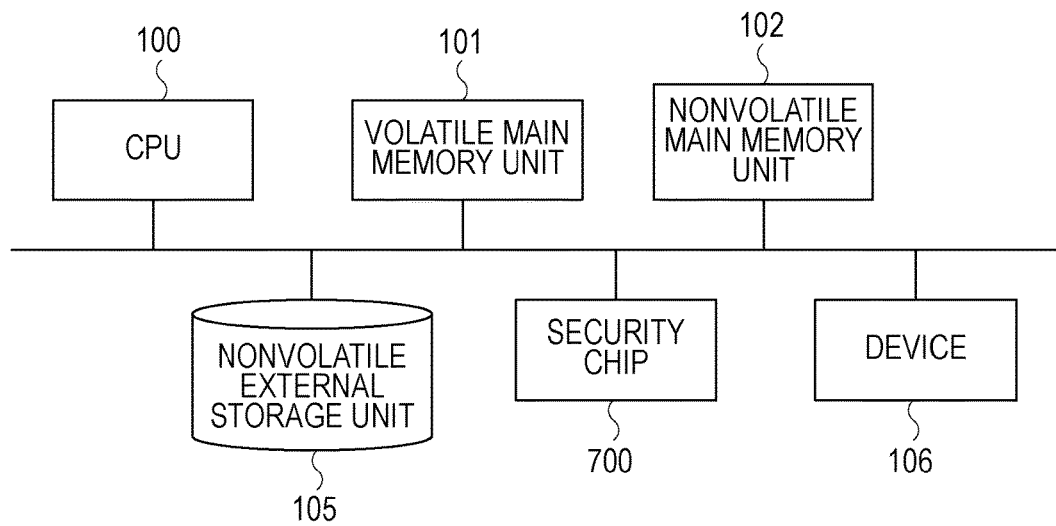 100
101
102
CPU
VOLATILE MAIN
MEMORY UNIT
NONVOLATILE
MAIN MEMORY
UNIT
NONVOLATILE
EXTERNAL
STORAGE UNIT
SECURITY
CHIP
DEVICE
105
700
106